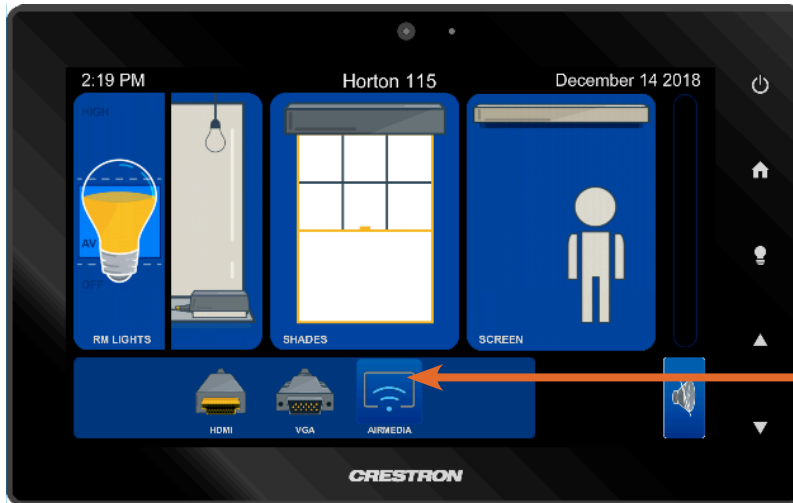 2:19 PM Horton 115 December 14 2018
HIGH
AV
OFF
RM LIGHTS
SHADES
SCREEN
HDMI
VGA
AIRMEDIA
CRESTRON